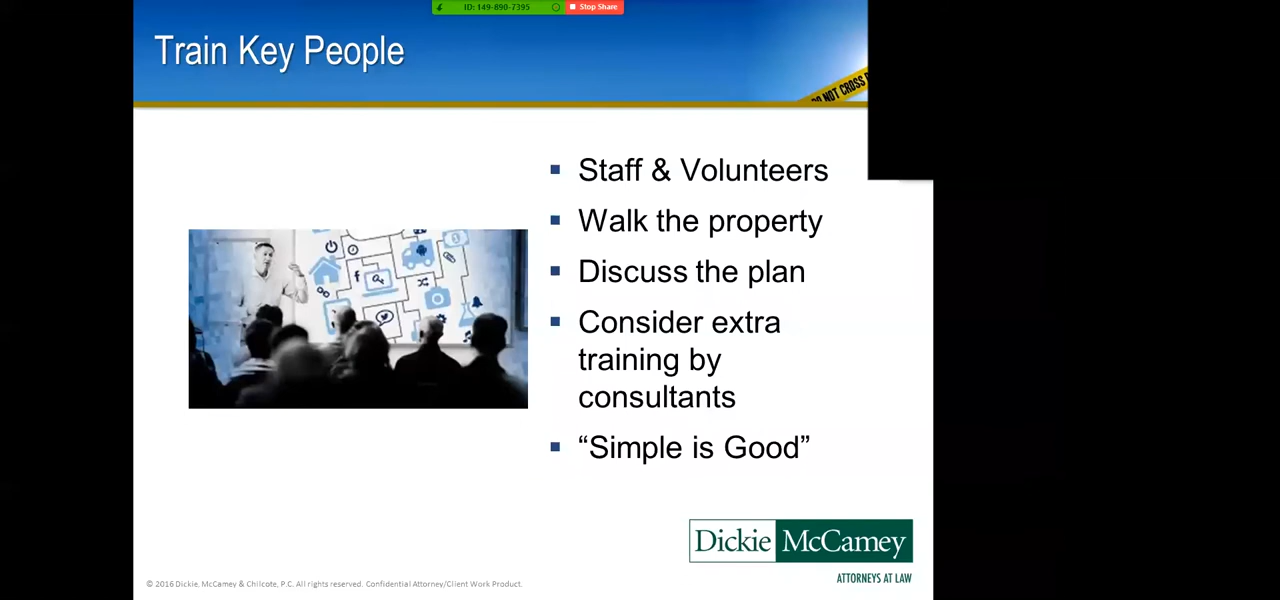 ID: 149-890-7395
Stop Share
Train Key People
NOT CROSS
Staff & Volunteers
Walk the property
Discuss the plan
Consider extra
training by
consultants
“Simple is Good”
Dickie McCamey
ATTORNEYS AT LAW
© 2016 Dickie, McCamey & Chilcote, P.C. All rights reserved. Confidential Attorney/Client Work Product.